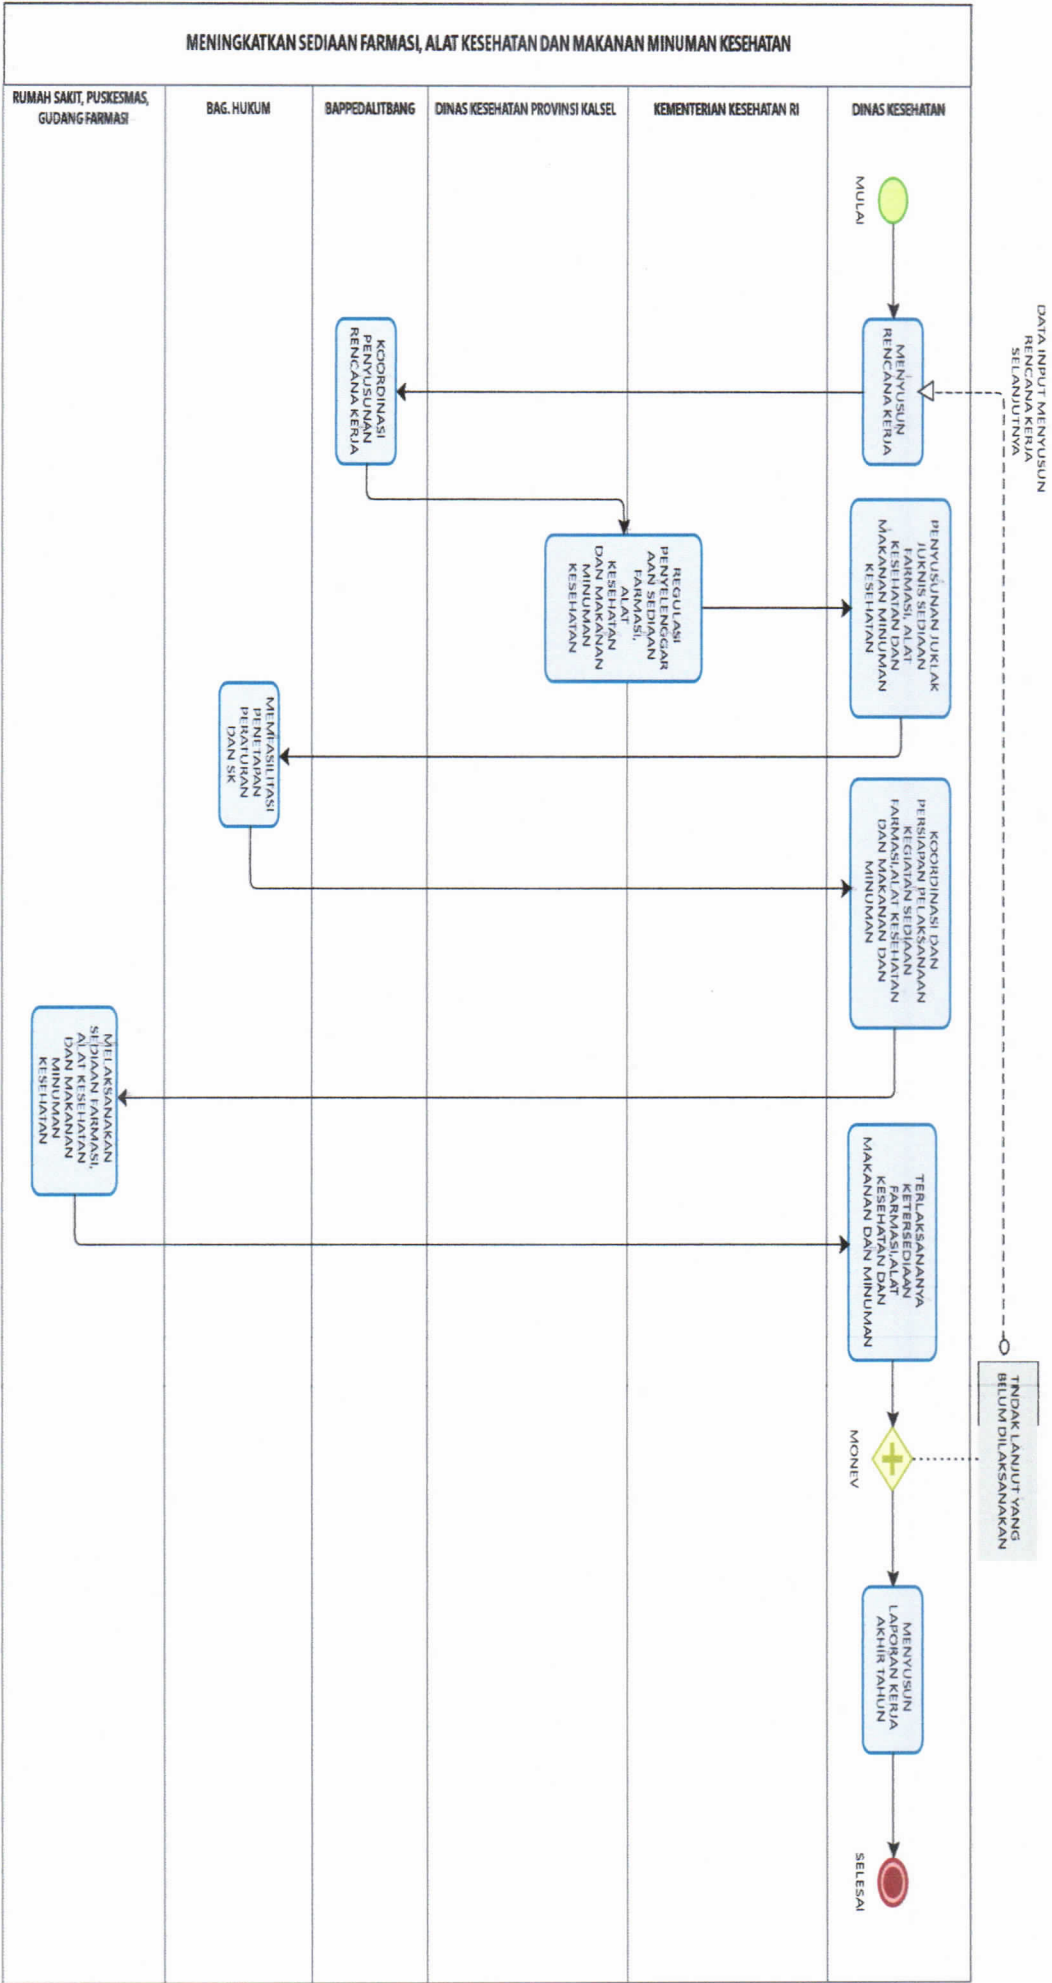 MENINGKATKAN SEDIAAN FARMASI, ALAT KESEHATAN DAN MAKANAN MINUMAN KESEHATAN
RUMAH SAKIT, PUSKESMAS,
GUDANG FARMASI
BAG. HUKUM
BAPPEDALITBANG
DINAS KESEHATAN PROVINSI KALSEL
KEMENTERIAN KESEHATAN RI
DINAS KESEHATAN
MULAI
DATA INPUT MENYUSUN
RENCANA KERJA
SELANJUTNYA
MENYUSUN
RENCANA KERJA
KOORDINASI
PENYUSUNAN
RENCANA KERJA
REGULASI
PENYELENGGAR
AAN SEDIAAN
FARMASI,
ALAT
KESEHATAN
DAN MAKANAN
MINUMAN
KESEHATAN
PENYUSUNAN JUKLAK
JUKNIS SEDIAAN
FARMASI, ALAT
KESEHATAN DAN
MAKANAN MINUMAN
KESEHATAN
MEMFASILITASI
PENETAPAN
PERATURAN
DAN SK
KOORDINASI DAN
PERSIAPAN PELAKSANAAN
KEGIATAN SEDIAAN
FARMASI,ALAT KESEHATAN
DAN MAKANAN DAN
MINUMAN
MELAKSANAKAN
SEDIAAN FARMASI,
ALAT KESEHATAN
DAN MAKANAN
MINUMAN
KESEHATAN
TERLAKSANANYA
KETERSEDIAAN
FARMASI,ALAT
KESEHATAN DAN
MAKANAN DAN MINUMAN
MONEV
TINDAK LANJUT YANG
BELUM DILAKSANAKAN
MENYUSUN
LAPORAN KERJA
AKHIR TAHUN
SELESAI